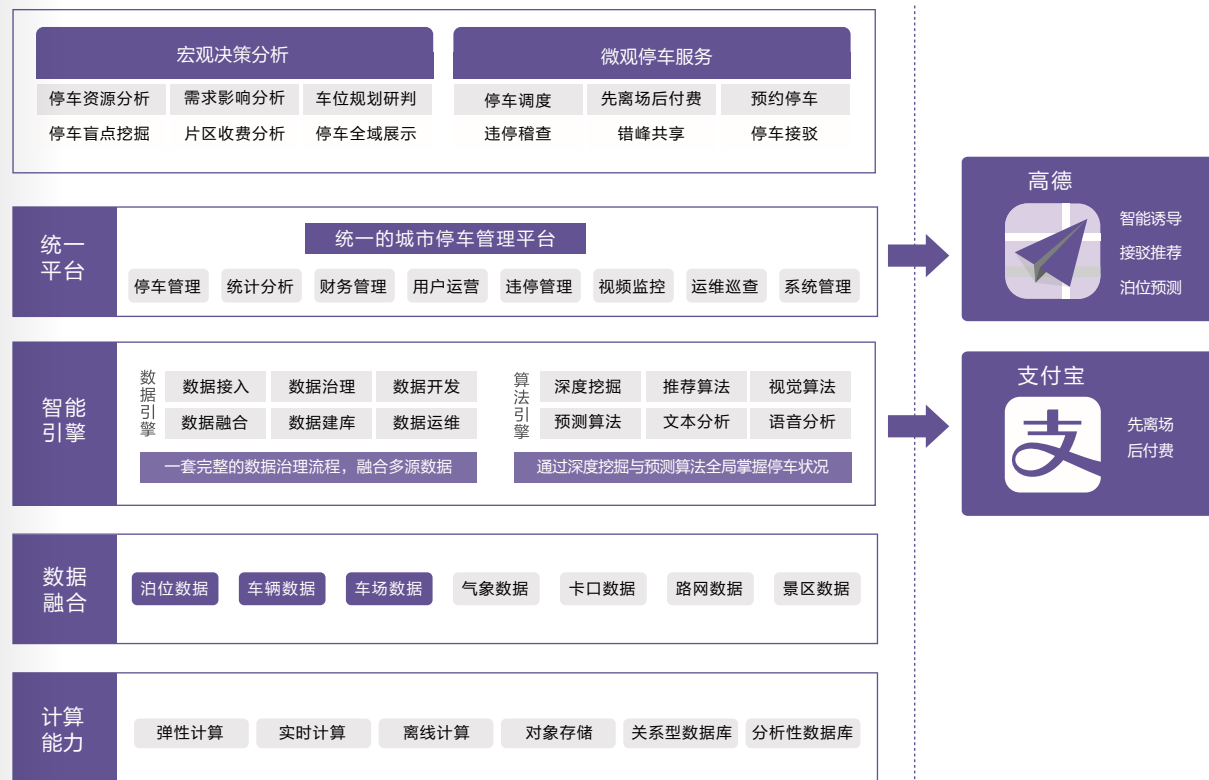 宏观决策分析
停车资源分析 需求影响分析 车位规划研判
停车盲点挖掘 片区收费分析 停车全域展示
微观停车服务
停车调度 先离场后付费 预约停车
违停稽查 错峰共享 停车接驳
统一
平台
统一的城市停车管理平台
停车管理 统计分析 财务管理 用户运营 违停管理 视频监控 运维巡查 系统管理
智能
引擎
数据引擎
数据接入 数据治理 数据开发
数据融合 数据建库 数据运维
一套完整的数据治理流程，融合多源数据
算法引擎
深度挖掘 推荐算法 视觉算法
预测算法 文本分析 语音分析
通过深度挖掘与预测算法全局掌握停车状况
数据
融合
泊位数据 车辆数据 车场数据 气象数据 卡口数据 路网数据 景区数据
计算
能力
弹性计算 实时计算 离线计算 对象存储 关系型数据库 分析性数据库
高德
智能诱导
接驳推荐
泊位预测
支付宝
支
先离场
后付费